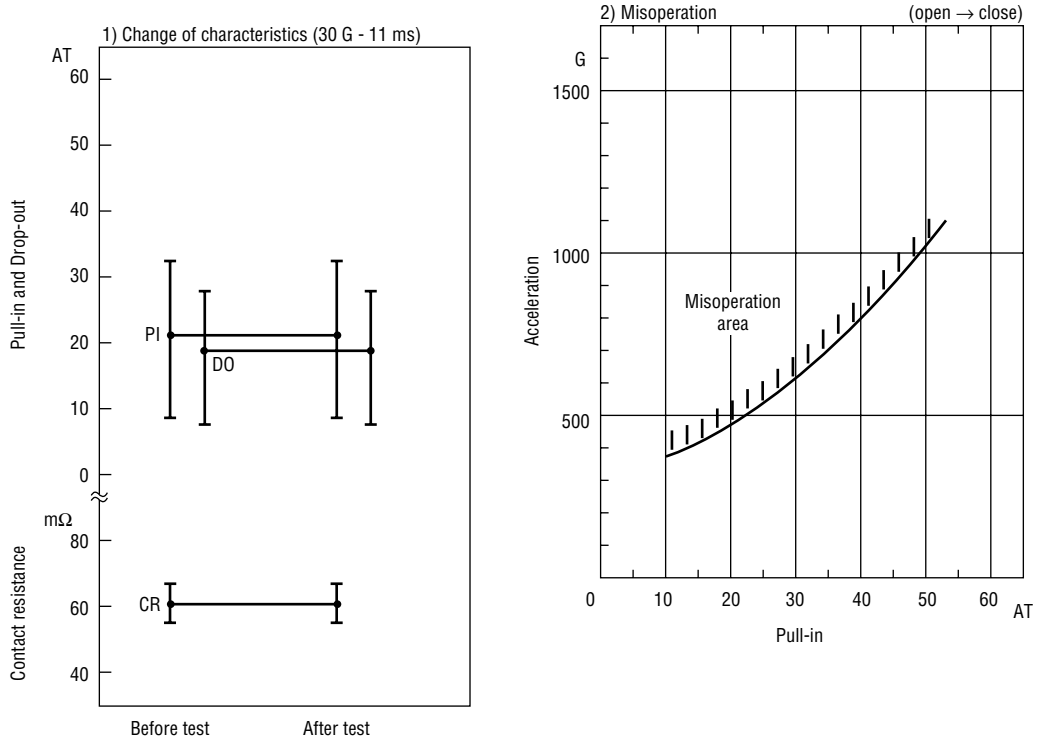 1) Change of characteristics (30 G - 11 ms)
AT
60
50
40
30
20
10
0
Pull-in and Drop-out
PI
DO
mΩ
80
60
40
Contact resistance
CR
Before test After test
2) Misoperation (open → close)
G
1500
1000
500
Acceleration
Misoperation
area
0 10 20 30 40 50 60 AT
Pull-in